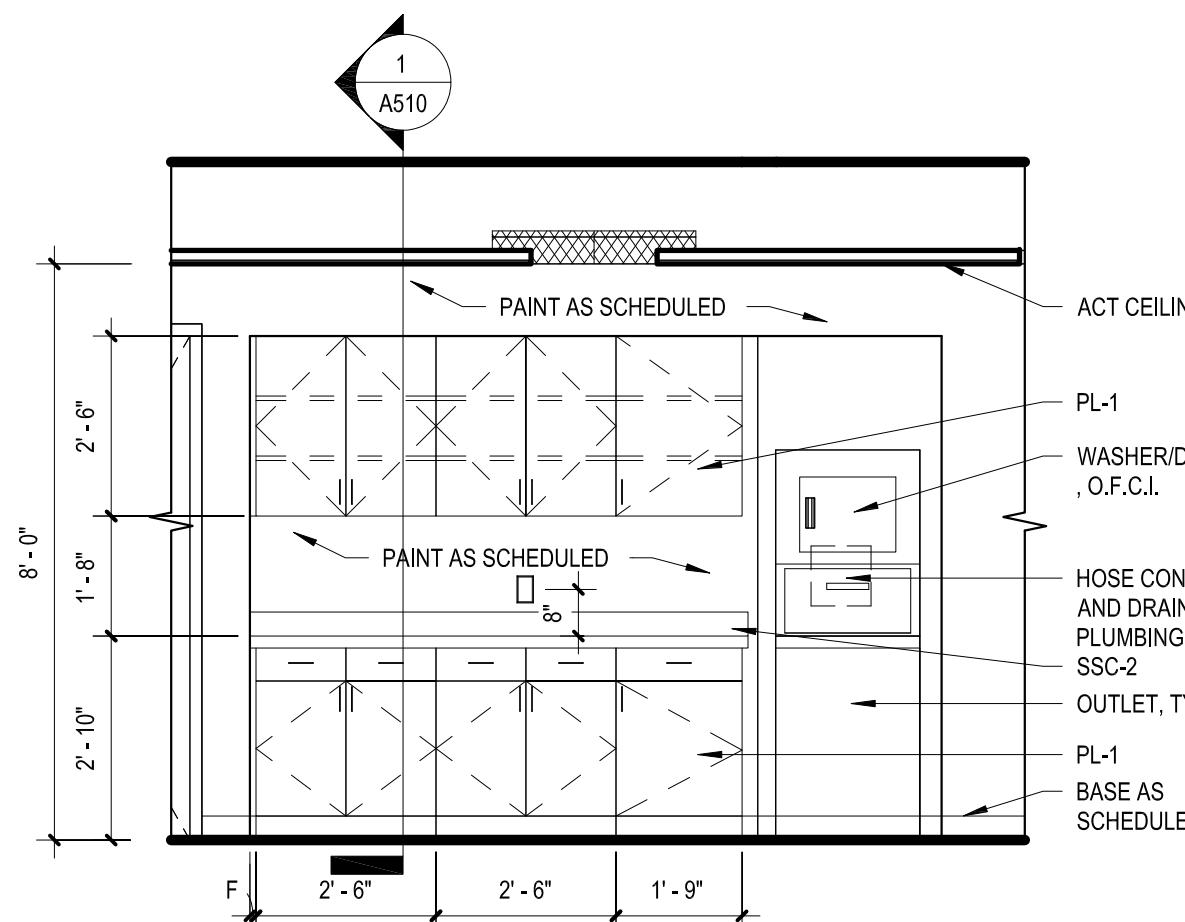 1
A510
PAINT AS SCHEDULED
ACT CEILIN
PL-1
WASHER/D
, O.F.C.I.
PAINT AS SCHEDULED
HOSE CON
AND DRAIN
PLUMBING
SSC-2
OUTLET, TY
PL-1
BASE AS
SCHEDULE
8' - 0"
2' - 6"
1' - 8"
2' - 10"
8"
F
2' - 6"
2' - 6"
1' - 9"